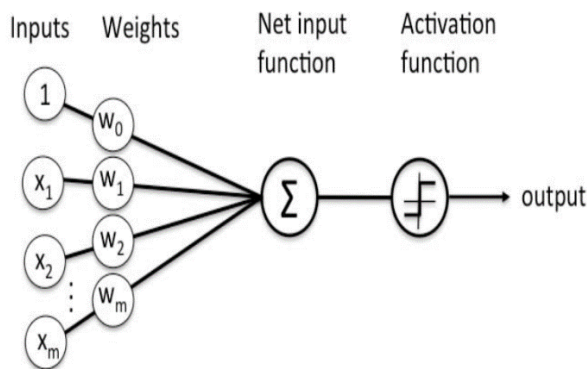 Inputs Weights Net input function Activation function
1
w₀
x₁ w₁
x₂ w₂
⋮
xₘ wₘ
Σ
output